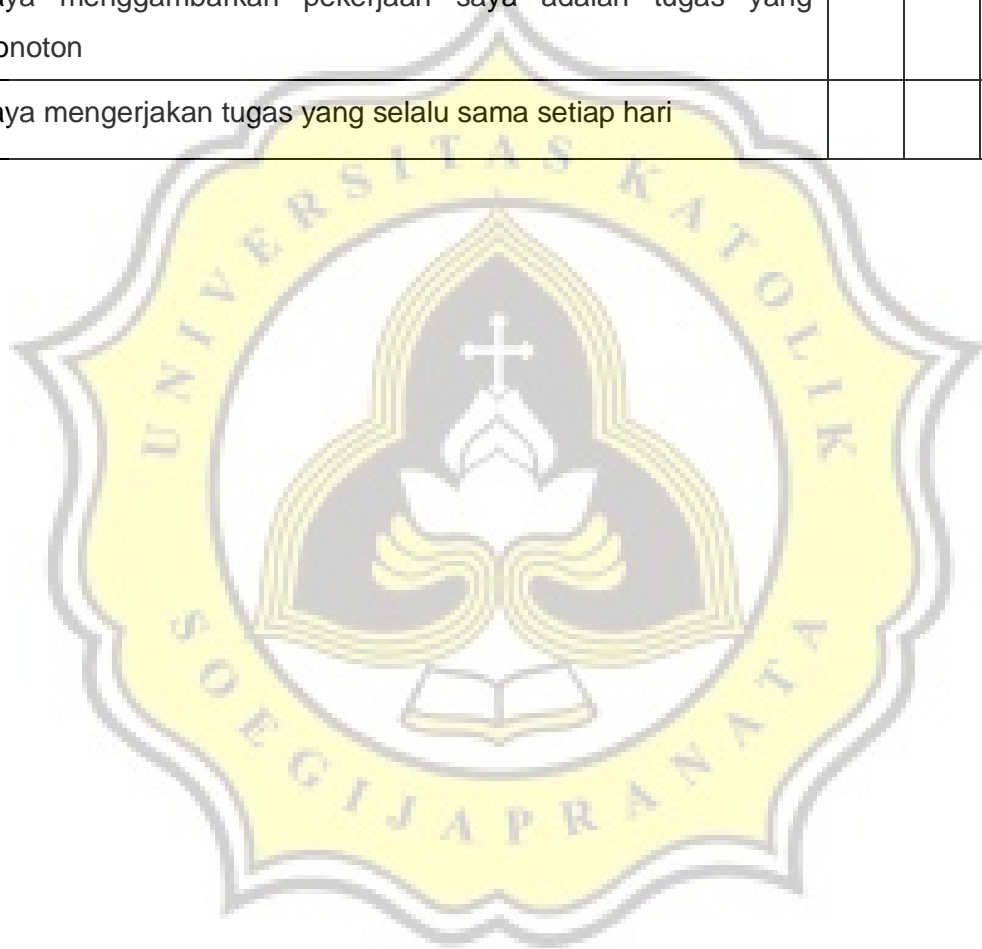 aya menggambarkan pekerjaan saya adalah tugas yang
onoton
aya mengerjakan tugas yang selalu sama setiap hari
UNIVERSITAS KATOLIK
SOEGIJAPRANATA